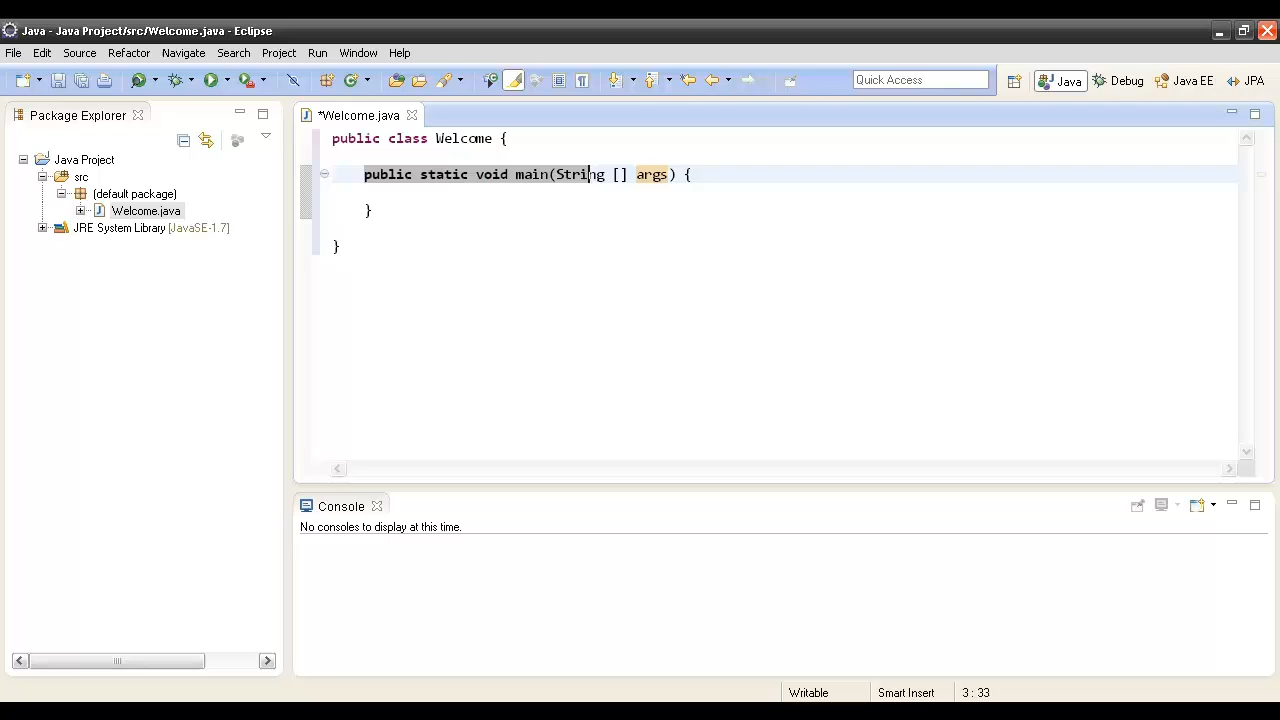 Java - Java Project/src/Welcome.java - Eclipse
File Edit Source Refactor Navigate Search Project Run Window Help
Quick Access Java Debug Java EE JPA
Package Explorer
Java Project
src
(default package)
Welcome.java
JRE System Library [JavaSE-1.7]
*Welcome.java
public class Welcome {
public static void main(String [] args) {
}
}
Console
No consoles to display at this time.
Writable Smart Insert 3 : 33